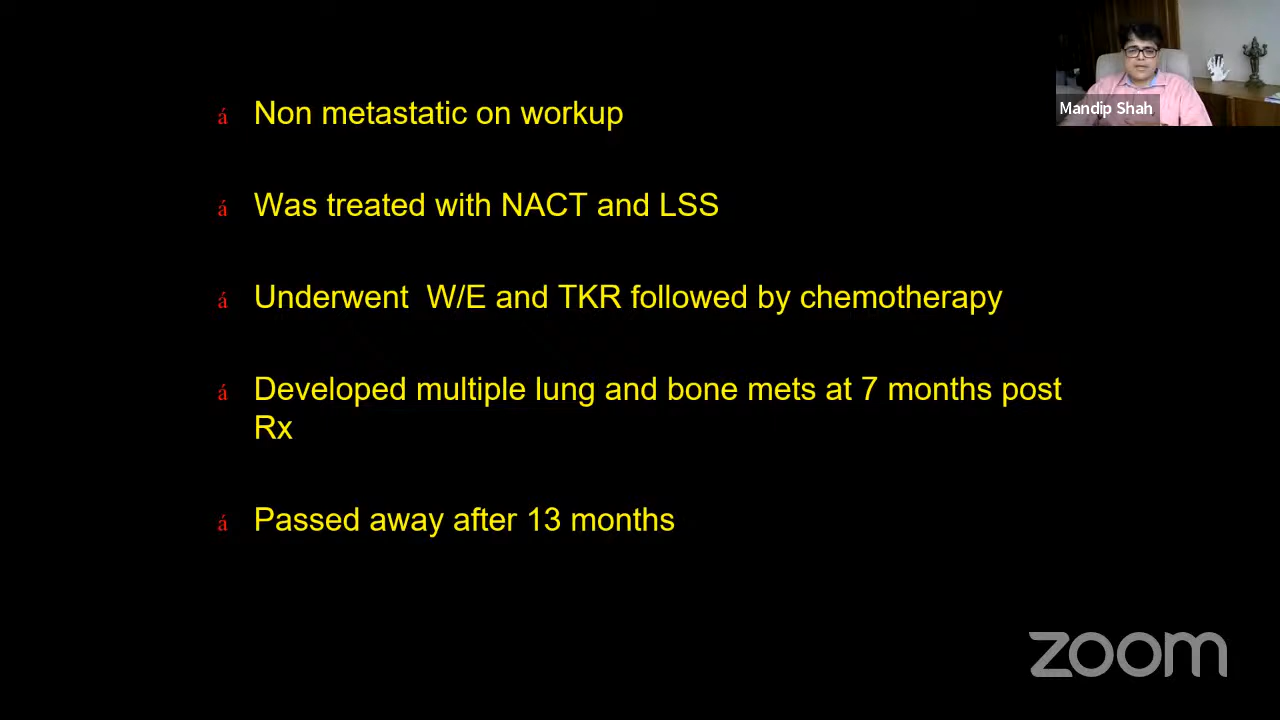 Mandip Shah
á Non metastatic on workup
á Was treated with NACT and LSS
á Underwent  W/E and TKR followed by chemotherapy
á Developed multiple lung and bone mets at 7 months post
Rx
á Passed away after 13 months
zoom